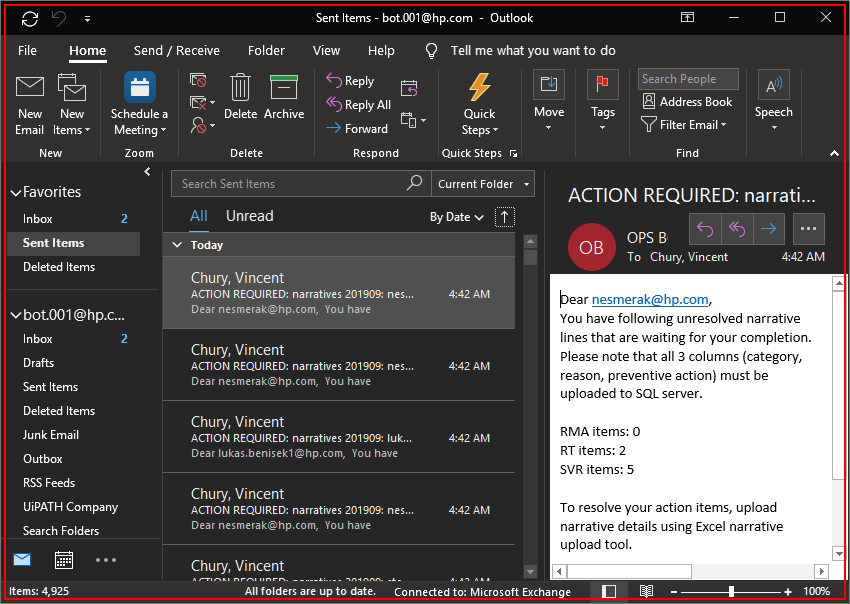 Sent Items - bot.001@hp.com - Outlook
File Home Send / Receive Folder View Help Tell me what you want to do
New Email
New Items
New
Schedule a Meeting
Zoom
Delete
Archive
Delete
Reply
Reply All
Forward
Respond
Quick Steps
Quick Steps
Move
Tags
Search People
Address Book
Filter Email
Find
Speech
Favorites
Inbox 2
Sent Items
Deleted Items
bot.001@hp.c...
Inbox 2
Drafts
Sent Items
Deleted Items
Junk Email
Outbox
RSS Feeds
UiPATH Company
Search Folders
Search Sent Items Current Folder
All Unread By Date
Today
Chury, Vincent
ACTION REQUIRED: narratives 201909: nes... 4:42 AM
Dear nesmerak@hp.com, You have
Chury, Vincent
ACTION REQUIRED: narratives 201909: nes... 4:42 AM
Dear nesmerak@hp.com, You have
Chury, Vincent
ACTION REQUIRED: narratives 201909: luk... 4:42 AM
Dear lukas.benisek1@hp.com, You have
Chury, Vincent
ACTION REQUIRED: narratives 201909: nes... 4:42 AM
Dear nesmerak@hp.com, You have
Chury, Vincent
ACTION REQUIRED: narratives 201909: ste... 4:42 AM
ACTION REQUIRED: narrati...
OB
OPS B
To Chury, Vincent 4:42 AM
Dear nesmerak@hp.com,
You have following unresolved narrative
lines that are waiting for your completion.
Please note that all 3 columns (category,
reason, preventive action) must be
uploaded to SQL server.
RMA items: 0
RT items: 2
SVR items: 5
To resolve your action items, upload
narrative details using Excel narrative
upload tool.
Items: 4,925 All folders are up to date. Connected to: Microsoft Exchange 100%